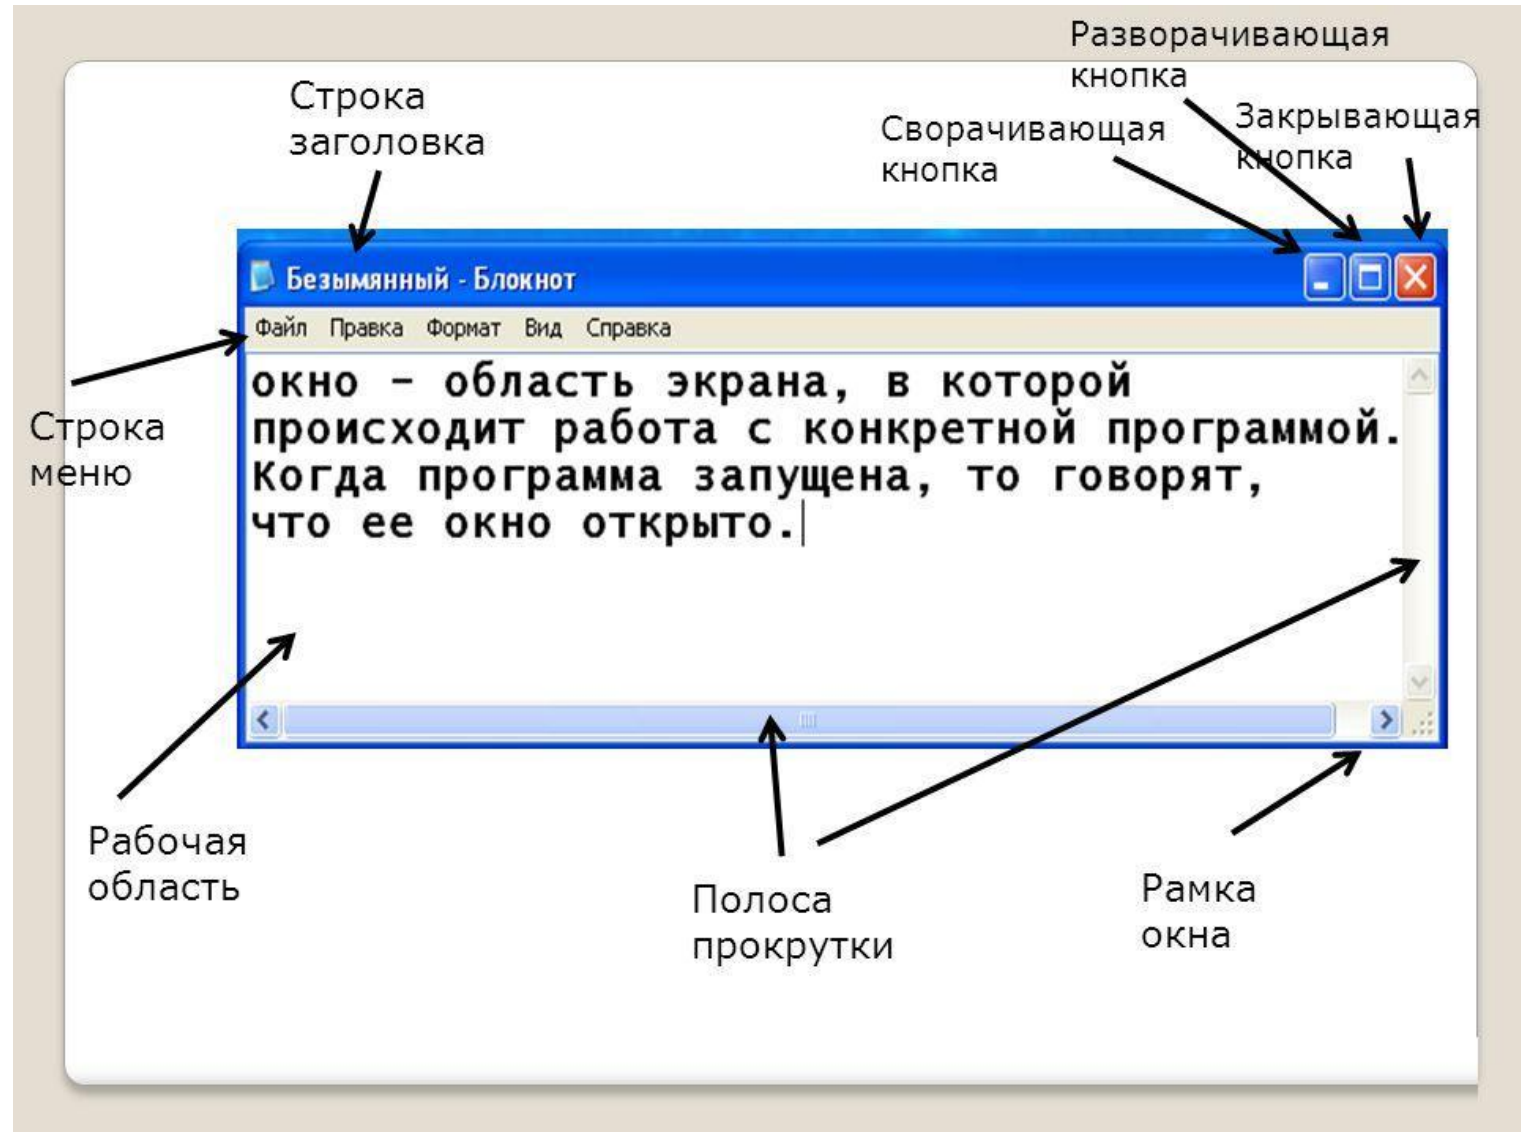 Разворачивающая
кнопка
Строка
заголовка
Сворачивающая
кнопка
Закрывающая
кнопка
Безымянный - Блокнот
Файл Правка Формат Вид Справка
окно - область экрана, в которой
происходит работа с конкретной программой.
Когда программа запущена, то говорят,
что ее окно открыто.
Строка
меню
Рабочая
область
Полоса
прокрутки
Рамка
окна